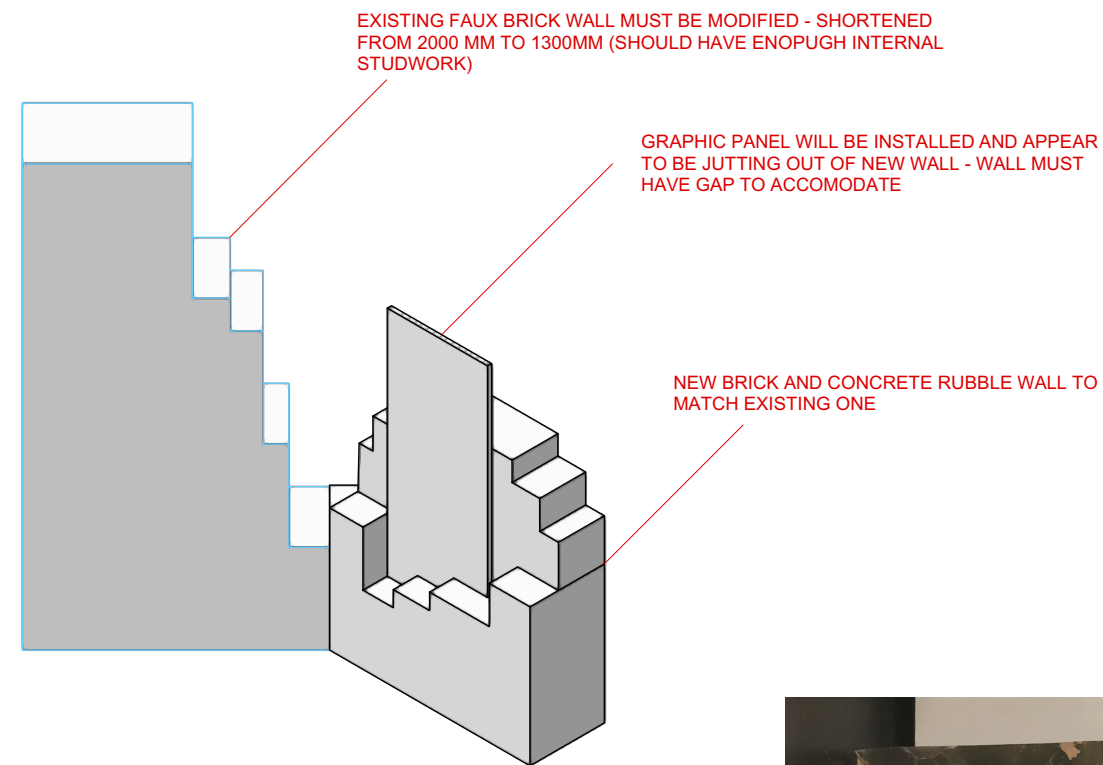 EXISTING FAUX BRICK WALL MUST BE MODIFIED - SHORTENED
FROM 2000 MM TO 1300MM (SHOULD HAVE ENOPUGH INTERNAL
STUDWORK)
GRAPHIC PANEL WILL BE INSTALLED AND APPEAR
TO BE JUTTING OUT OF NEW WALL - WALL MUST
HAVE GAP TO ACCOMODATE
NEW BRICK AND CONCRETE RUBBLE WALL TO
MATCH EXISTING ONE